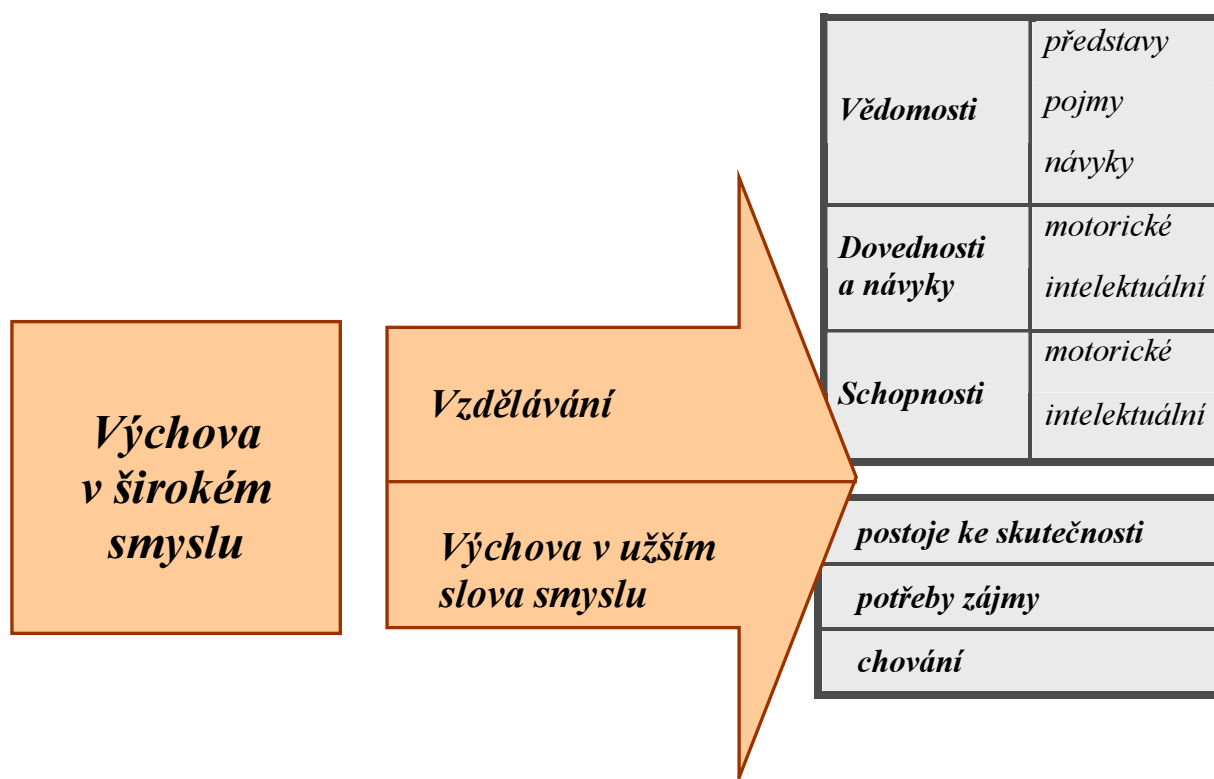 Výchova
v širokém
smyslu
Vzdělávání
Výchova v užším
slova smyslu
Vědomosti
představy
pojmy
návyky
Dovednosti
a návyky
motorické
intelektuální
Schopnosti
motorické
intelektuální
postoje ke skutečnosti
potřeby zájmy
chování